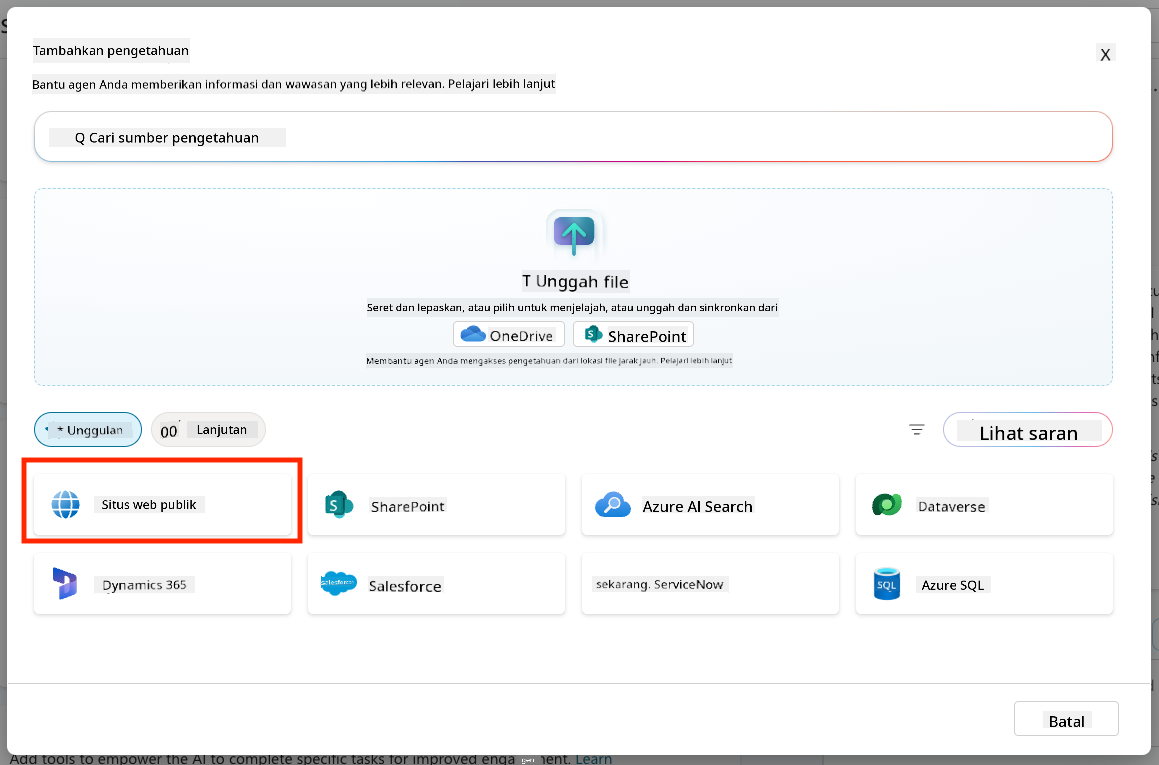 Tambahkan pengetahuan
X
Bantu agen Anda memberikan informasi dan wawasan yang lebih relevan. Pelajari lebih lanjut
Q Cari sumber pengetahuan
T Unggah file
Seret dan lepaskan, atau pilih untuk menjelajah, atau unggah dan sinkronkan dari
OneDrive
SharePoint
Membantu agen Anda mengakses pengetahuan dari lokasi file jarak jauh. Pelajari lebih lanjut
* Unggulan
00 Lanjutan
Lihat saran
Situs web publik
SharePoint
Azure AI Search
Dataverse
Dynamics 365
salesforce Salesforce
sekarang. ServiceNow
SQL Azure SQL
Batal
Add tools to empower the AI to complete specific tasks for improved enga gen nent. Learn